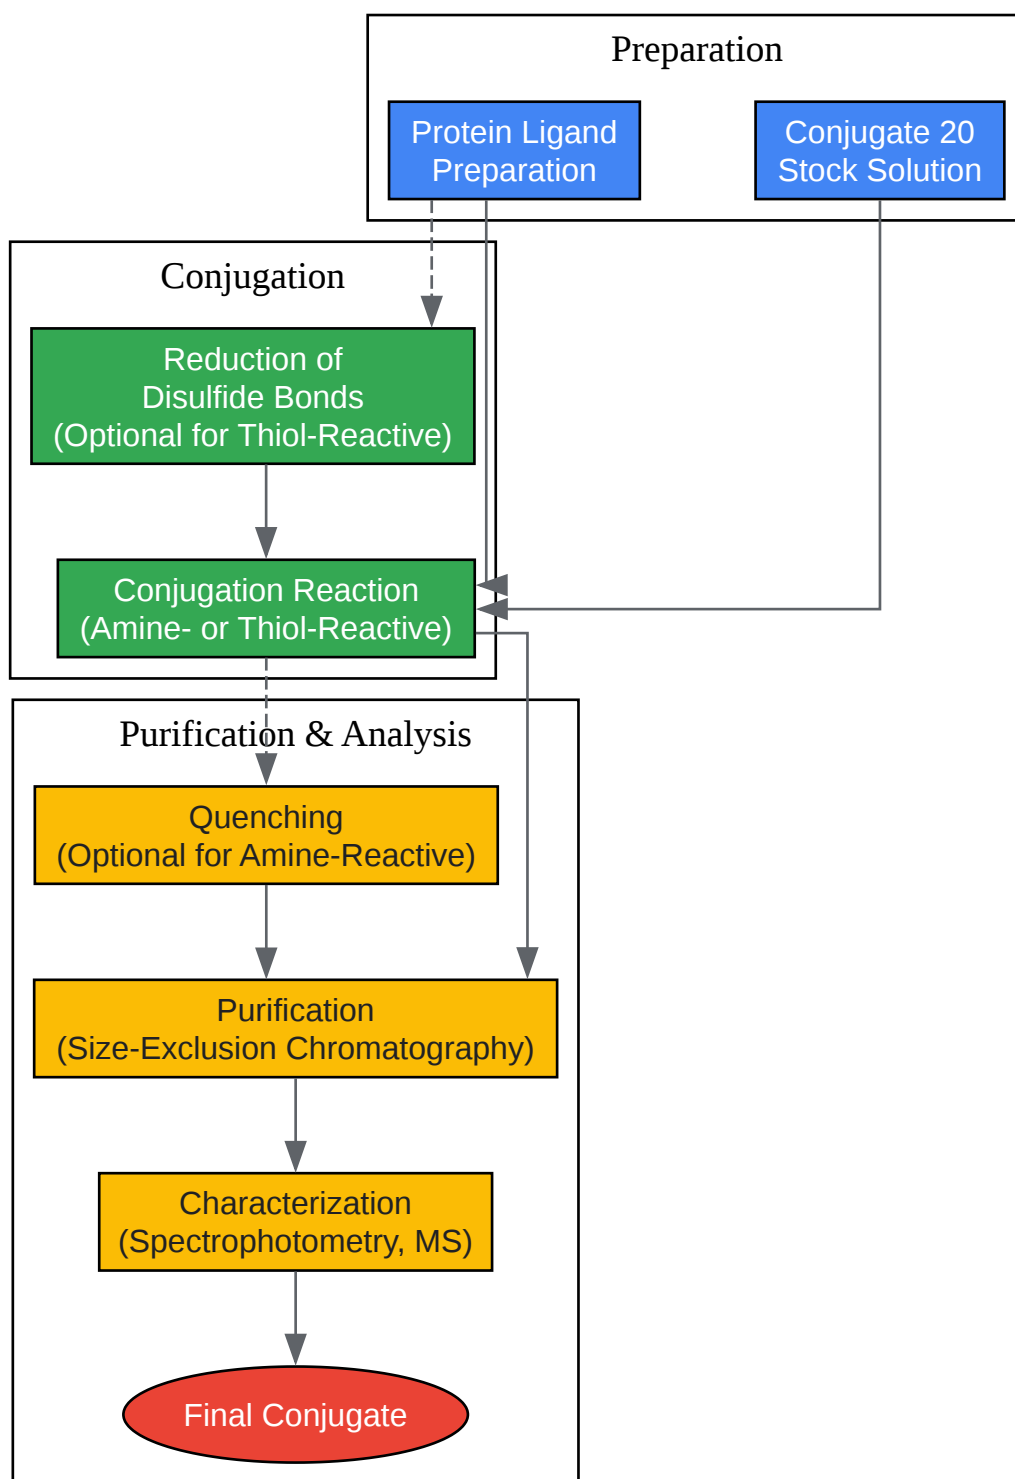 Preparation
Protein Ligand
Preparation
Conjugate 20
Stock Solution
Conjugation
Reduction of
Disulfide Bonds
(Optional for Thiol-Reactive)
Conjugation Reaction
(Amine- or Thiol-Reactive)
Purification & Analysis
Quenching
(Optional for Amine-Reactive)
Purification
(Size-Exclusion Chromatography)
Characterization
(Spectrophotometry, MS)
Final Conjugate